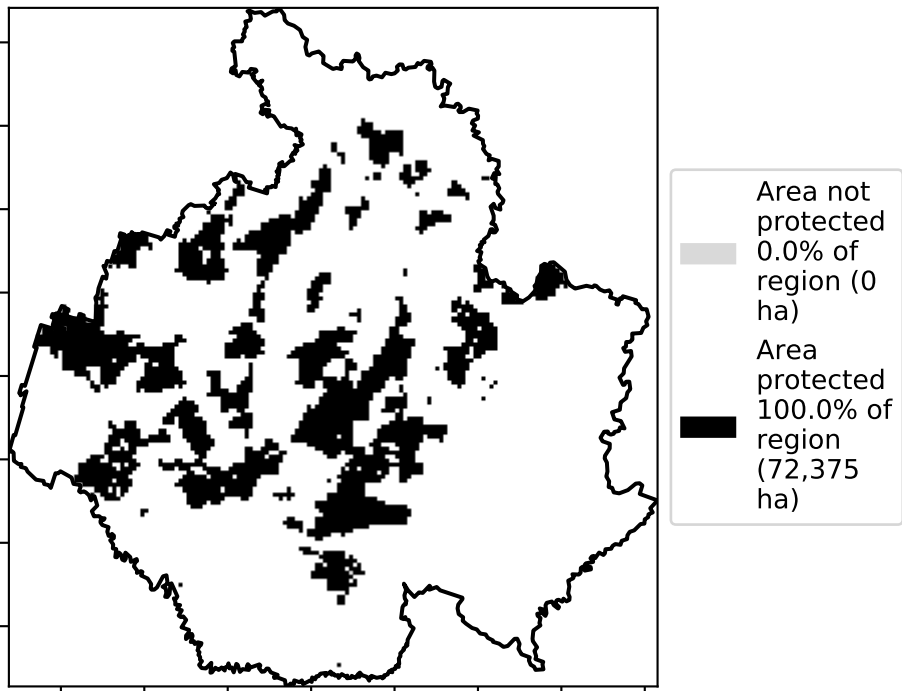 Area not
protected
0.0% of
region (0
ha)
Area
protected
100.0% of
region
(72,375
ha)